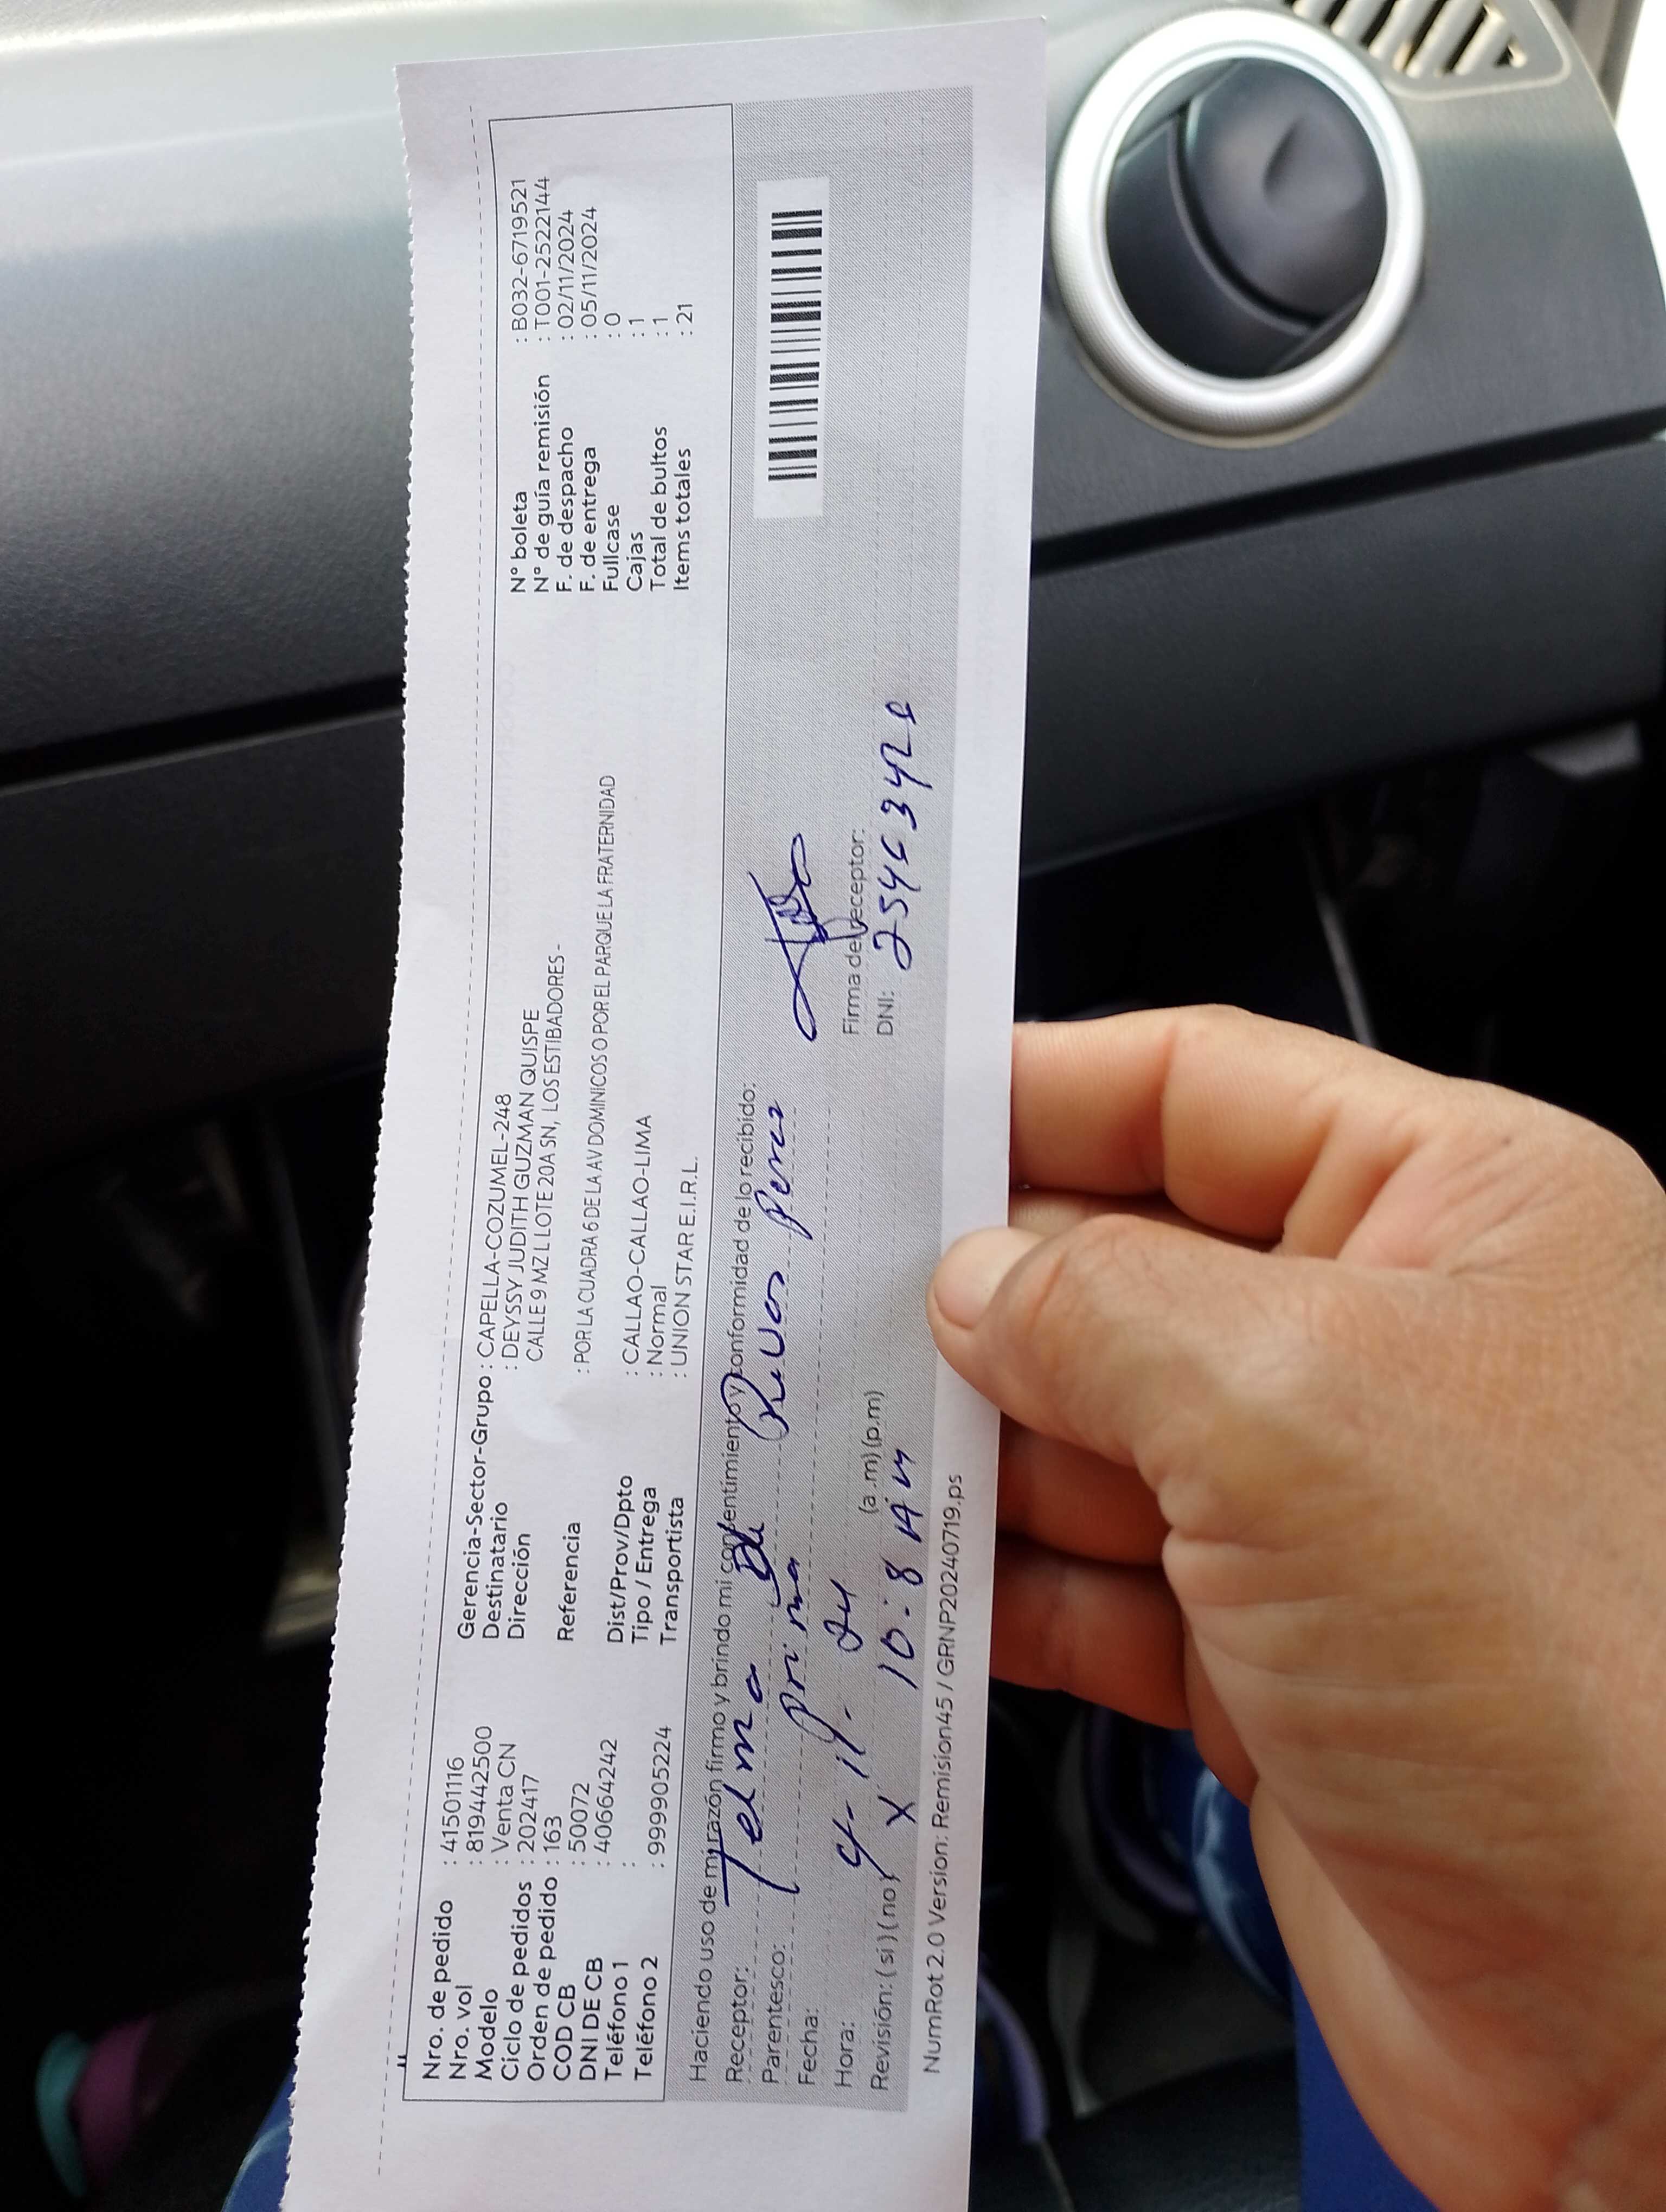 Nro. de pedido : 41501116
Nro. vol : 819442500
Modelo : Venta CN
Ciclo de pedidos : 202417
Orden de pedido : 163
COD CB : 50072
DNI DE CB : 40664242
Teléfono 1 :
Teléfono 2 : 999905224
Gerencia-Sector-Grupo : CAPELLA-COZUMEL-248
Destinatario : DEYSSY JUDITH GUZMAN QUISPE
Dirección CALLE 9 MZ L LOTE 20A SN, LOS ESTIBADORES -
Referencia : POR LA CUADRA 6 DE LA AV DOMINICOS O POR EL PARQUE LA FRATERNIDAD
Dist/Prov/Dpto : CALLAO-CALLAO-LIMA
Tipo / Entrega : Normal
Transportista : UNION STAR E.I.R.L.
N° boleta : B032-6719521
N° de guía remisión : T001-2522144
F. de despacho : 02/11/2024
F. de entrega : 05/11/2024
Fullcase : 0
Cajas : 1
Total de bultos : 1
Items totales : 21
Haciendo uso de mi razón firmo y brindo mi consentimiento y conformidad de lo recibido:
Receptor: Telmo
Parentesco: prima
Fecha:
Hora: (a.m) (p.m)
10:8 AM
Revisión: (si) (no) X
Firma del receptor:
DNI:
NumRot 2.0 Version: Remision45 / GRNP20240719.ps